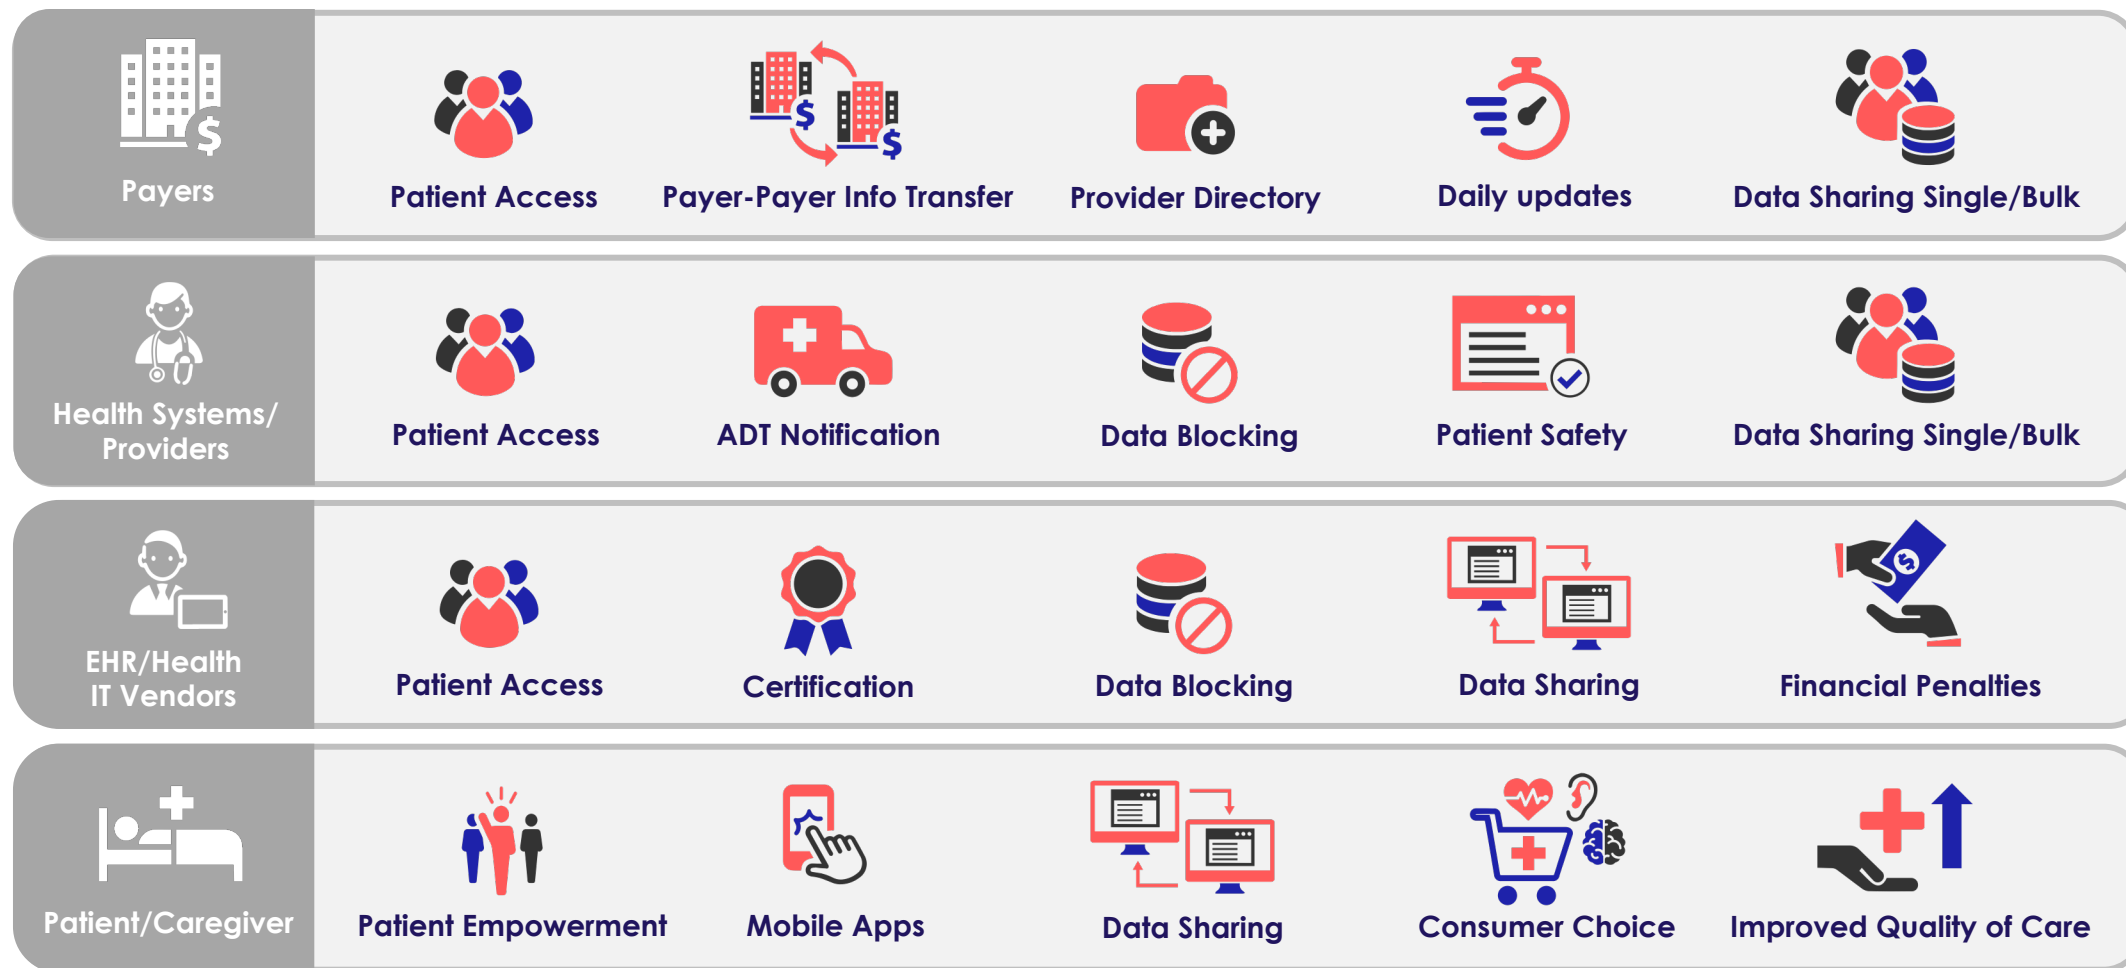 Payers
Patient Access
Payer-Payer Info Transfer
Provider Directory
Daily updates
Data Sharing Single/Bulk
Health Systems/
Providers
Patient Access
ADT Notification
Data Blocking
Patient Safety
Data Sharing Single/Bulk
EHR/Health
IT Vendors
Patient Access
Certification
Data Blocking
Data Sharing
Financial Penalties
Patient/Caregiver
Patient Empowerment
Mobile Apps
Data Sharing
Consumer Choice
Improved Quality of Care